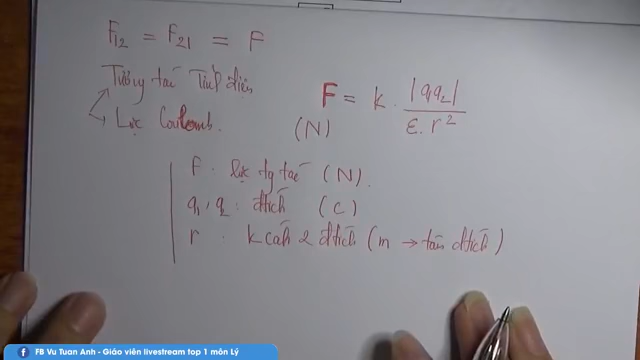 F12 = F21 = F
Tương tác Tĩnh điện
Lực Coulomb.
(N)
F = k. |q1q2| / ε. r²
F. lực tg tác (N).
q1, q2 : đtích (C)
r : k cách 2 đtích (m → tâm đtích)
FB Vu Tuan Anh - Giáo viên livestream top 1 môn Lý